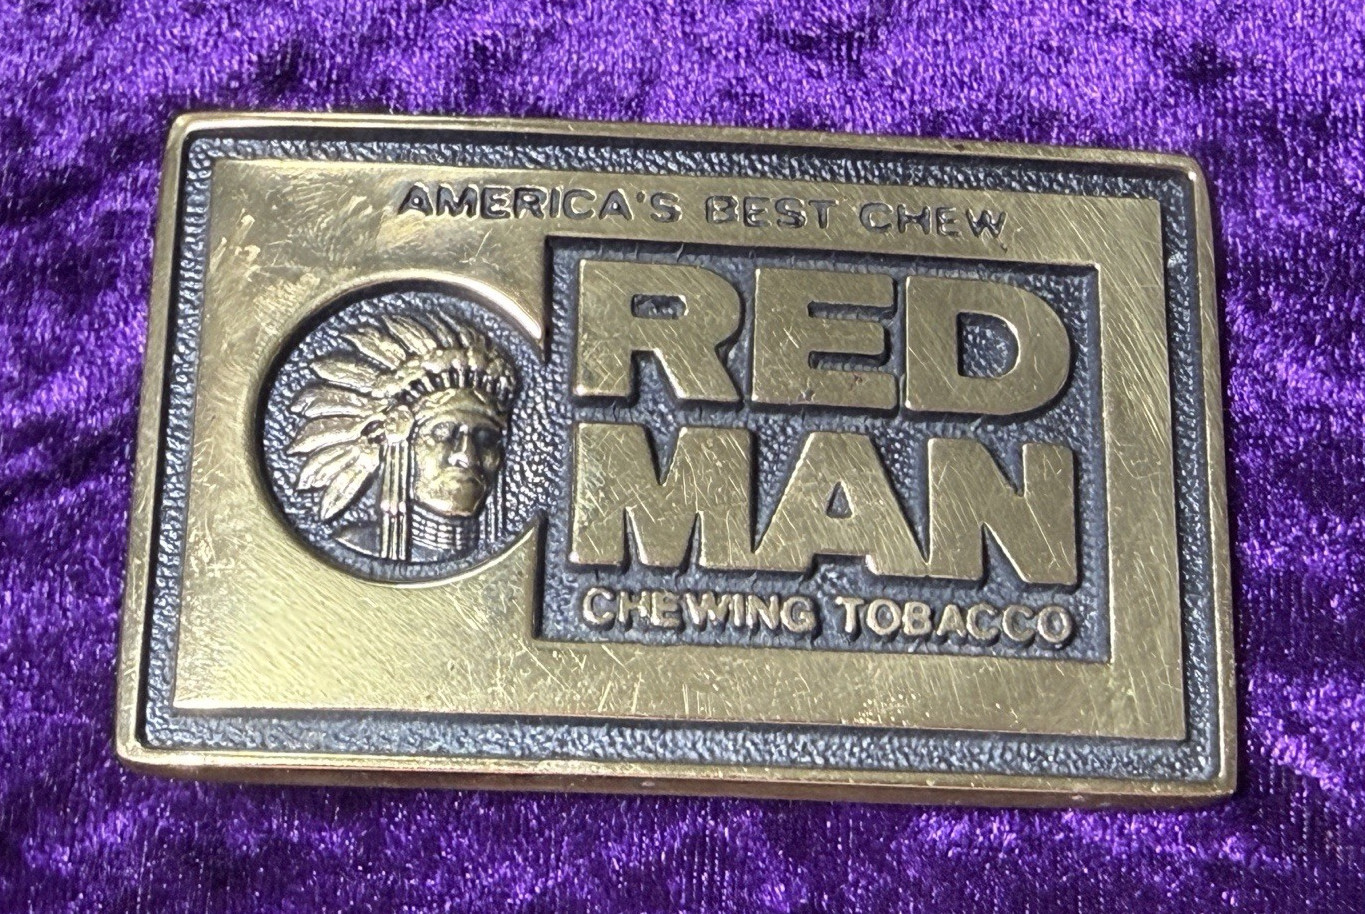 AMERICA'S BEST CHEW
RED
MAN
CHEWING TOBACCO